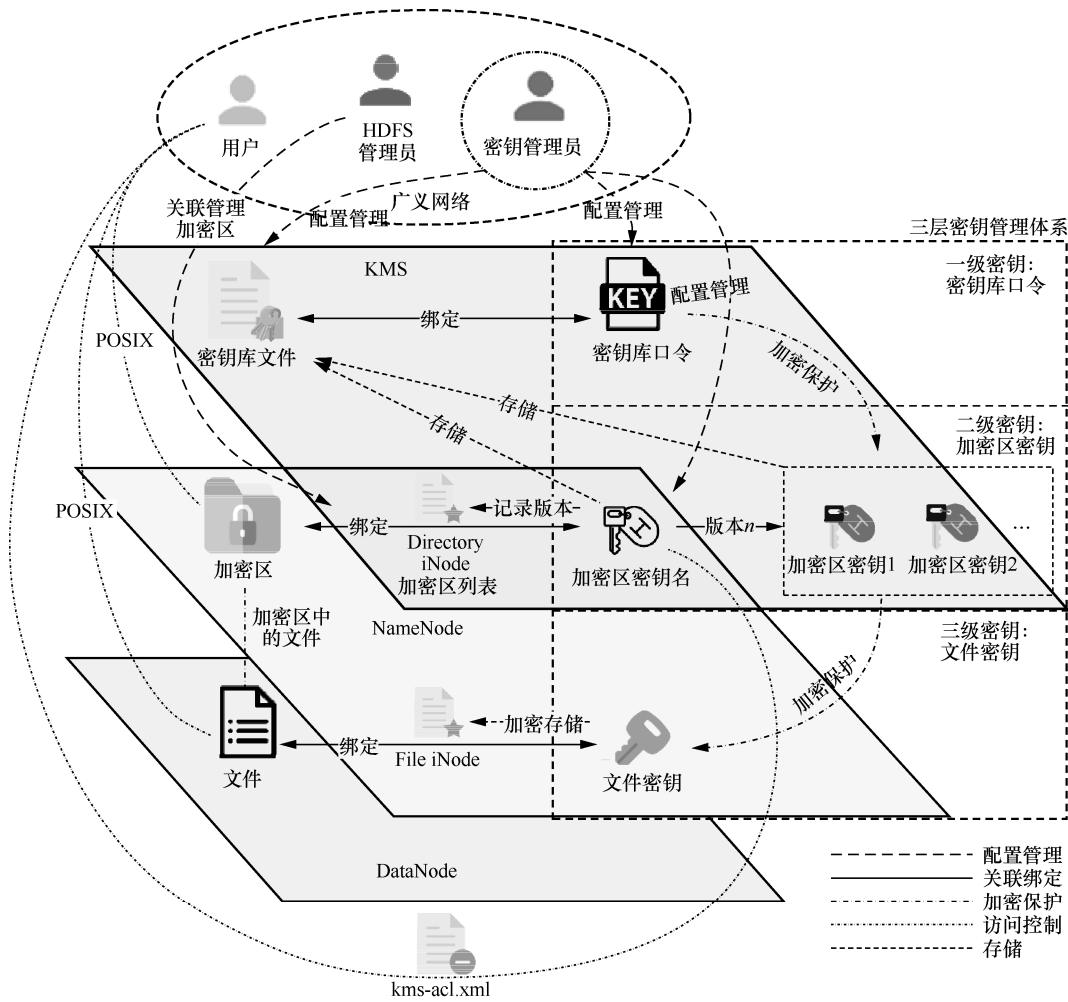 用户
HDFS
管理员
密钥管理员
广义网络
关联管理
加密区
配置管理
配置管理
三层密钥管理体系
KMS
一级密钥：
密钥库口令
KEY
配置管理
绑定
POSIX
密钥库文件
密钥库口令
加密保护
存储
存储
二级密钥：
加密区密钥
POSIX
绑定
记录版本
版本n
...
加密区
Directory
iNode
加密区列表
加密区密钥名
加密区密钥1
加密区密钥2
加密区中
的文件
NameNode
三级密钥：
文件密钥
加密保护
加密存储
绑定
File iNode
文件
文件密钥
DataNode
配置管理
关联绑定
加密保护
访问控制
存储
kms-acl.xml